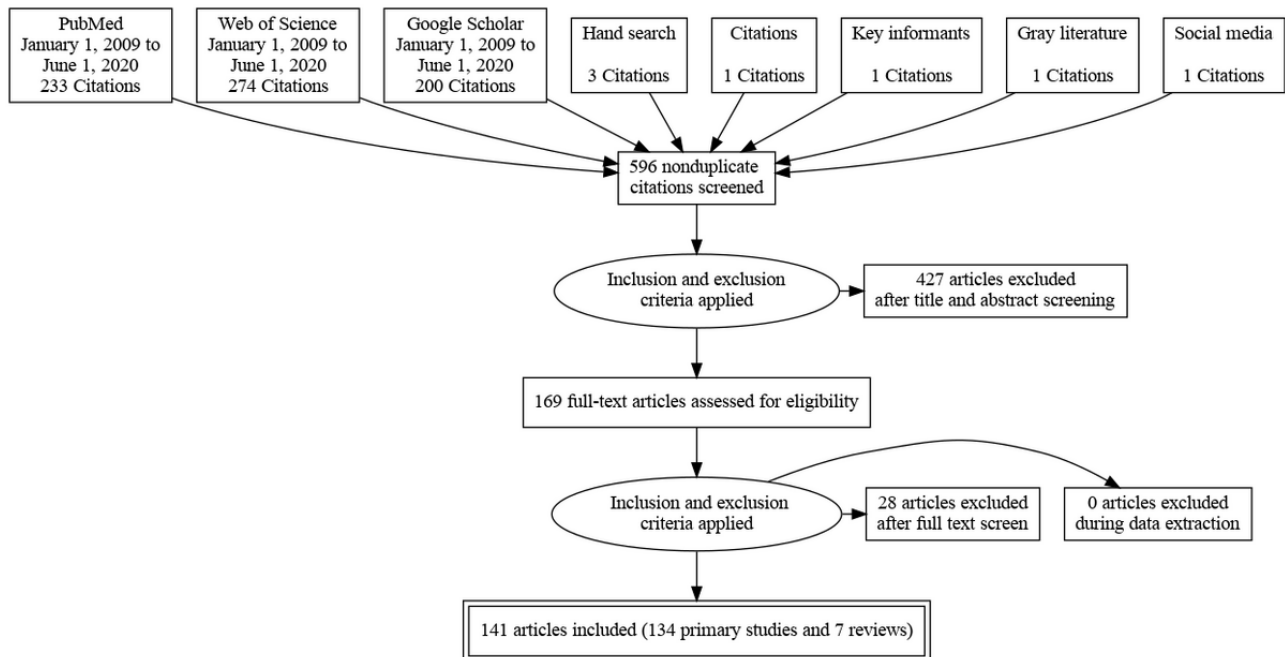 PubMed
January 1, 2009 to
June 1, 2020
233 Citations
Web of Science
January 1, 2009 to
June 1, 2020
274 Citations
Google Scholar
January 1, 2009 to
June 1, 2020
200 Citations
Hand search
3 Citations
Citations
1 Citations
Key informants
1 Citations
Gray literature
1 Citations
Social media
1 Citations
596 nonduplicate
citations screened
Inclusion and exclusion
criteria applied
427 articles excluded
after title and abstract screening
169 full-text articles assessed for eligibility
Inclusion and exclusion
criteria applied
28 articles excluded
after full text screen
0 articles excluded
during data extraction
141 articles included (134 primary studies and 7 reviews)